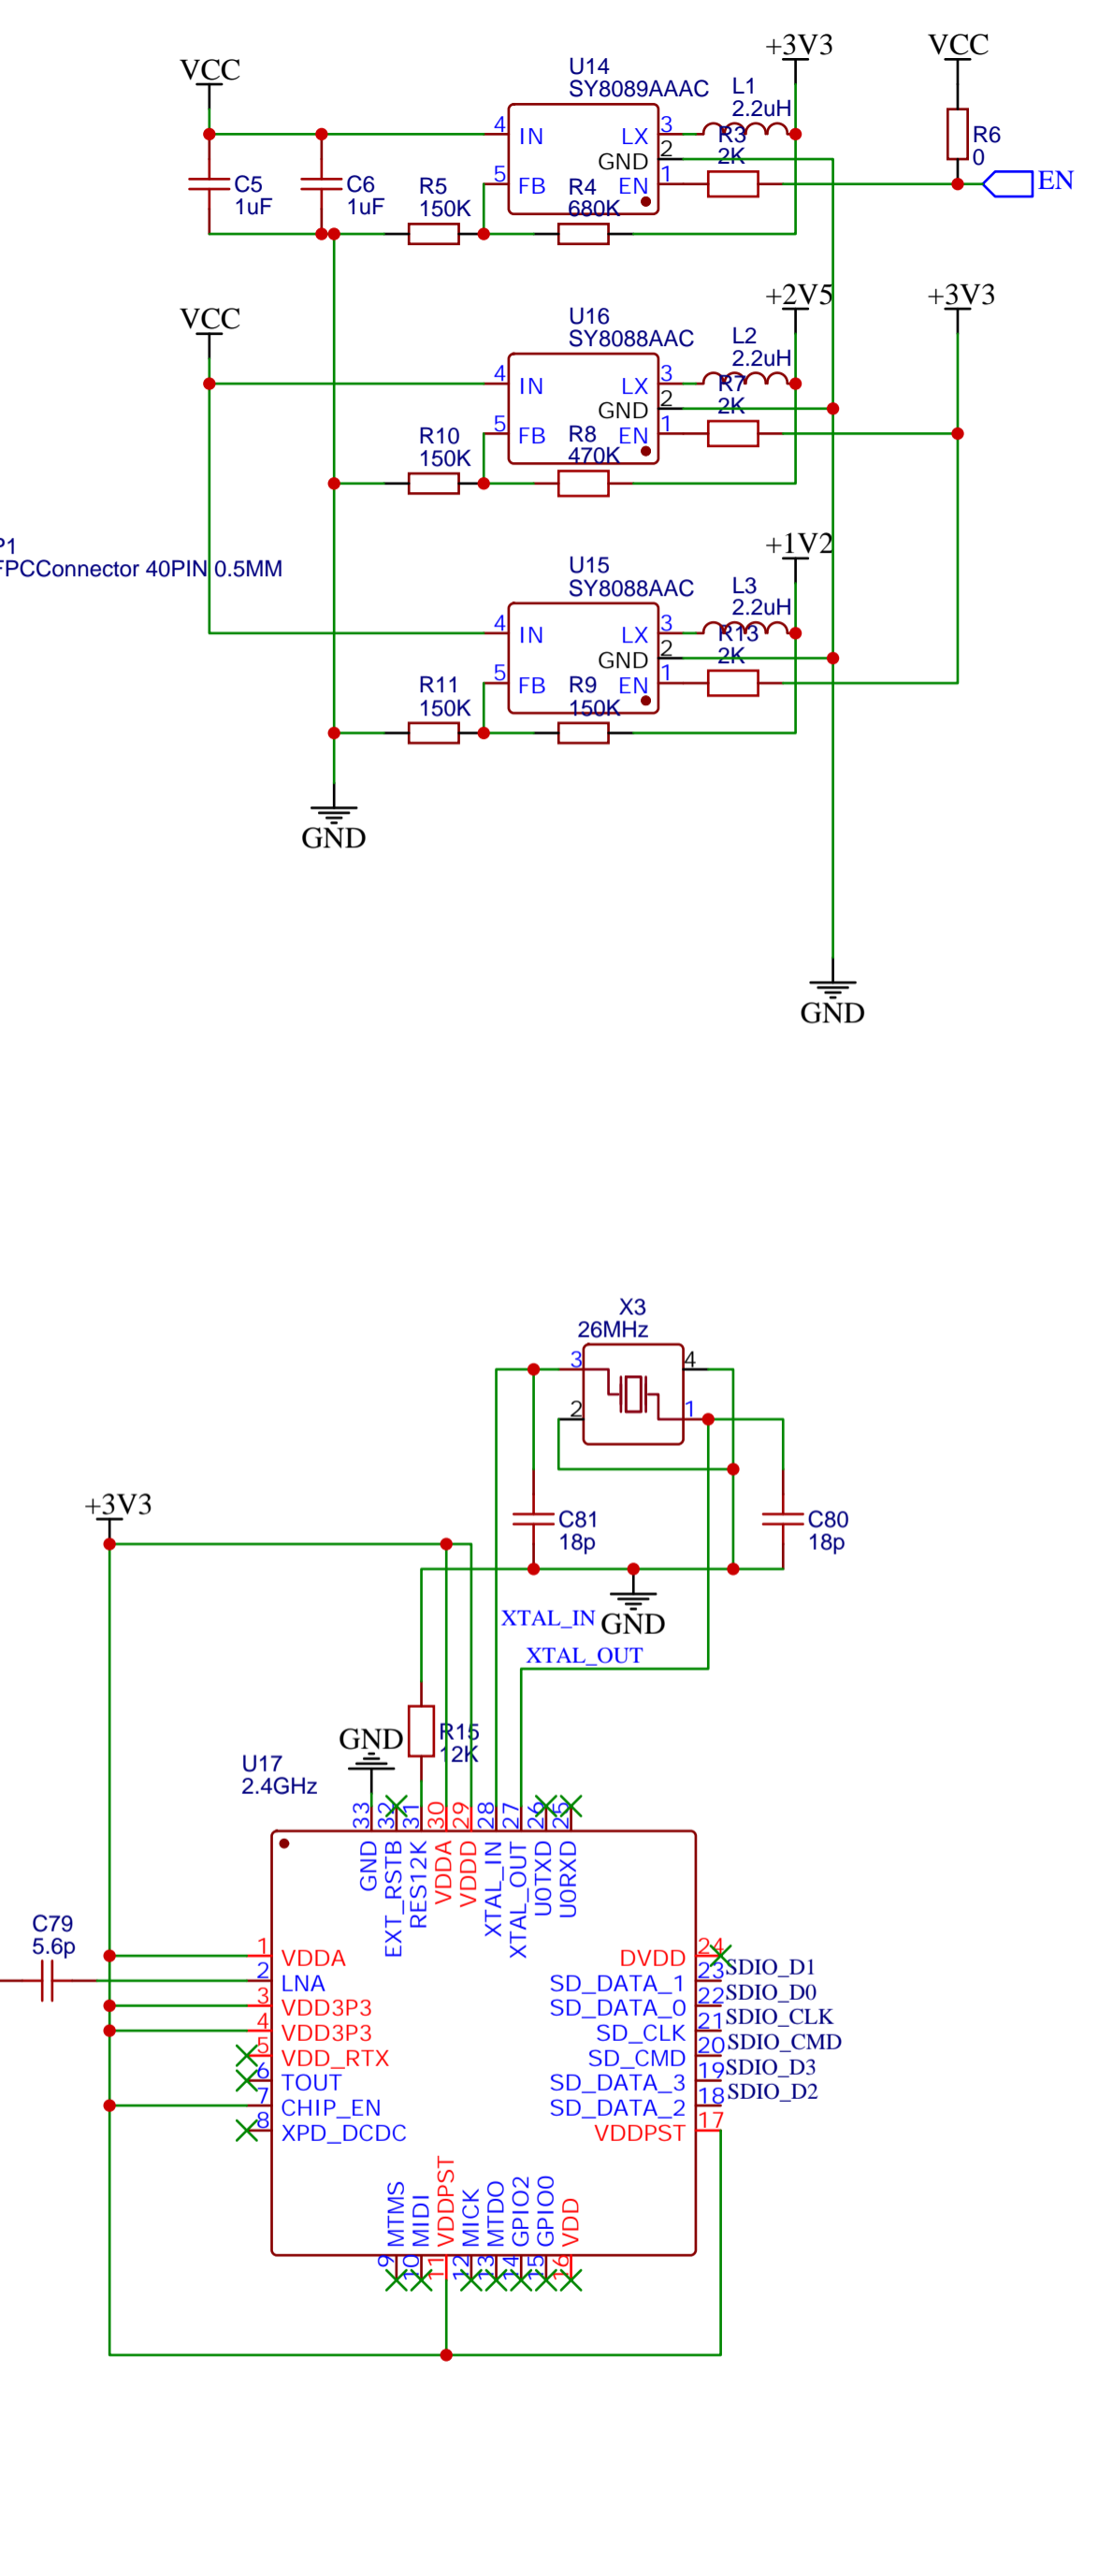 +3V3
VCC
VCC
U14
SY8089AAAC
L1
2.2uH
4
IN
LX
3
R3
2K
GND
2
5
FB
EN
1
R6
0
EN
C5
1uF
C6
1uF
R5
150K
R4
680K
+2V5
+3V3
VCC
U16
SY8088AAC
L2
2.2uH
4
IN
LX
3
R7
2K
GND
2
5
FB
EN
1
R10
150K
R8
470K
+1V2
P1
FPCConnector 40PIN 0.5MM
U15
SY8088AAC
L3
2.2uH
4
IN
LX
3
R13
2K
GND
2
5
FB
EN
1
R11
150K
R9
150K
GND
GND
X3
26MHz
3
4
2
1
+3V3
C81
18p
C80
18p
XTAL_IN
GND
XTAL_OUT
GND
R15
12K
U17
2.4GHz
33
32
31
30
29
28
27
26
25
GND
EXT_RSTB
RES12K
VDDA
VDDD
XTAL_IN
XTAL_OUT
U0TXD
U0RXD
C79
5.6p
1
VDDA
2
LNA
3
VDD3P3
4
VDD3P3
5
VDD_RTX
6
TOUT
7
CHIP_EN
8
XPD_DCDC
DVDD
24
SD_DATA_1
23
SDIO_D1
SD_DATA_0
22
SDIO_D0
SD_CLK
21
SDIO_CLK
SD_CMD
20
SDIO_CMD
SD_DATA_3
19
SDIO_D3
SD_DATA_2
18
SDIO_D2
VDDPST
17
MTMS
MIDI
VDDPST
MICK
MTDO
GPIO2
GPIO0
VDD
9
10
11
12
13
14
15
16